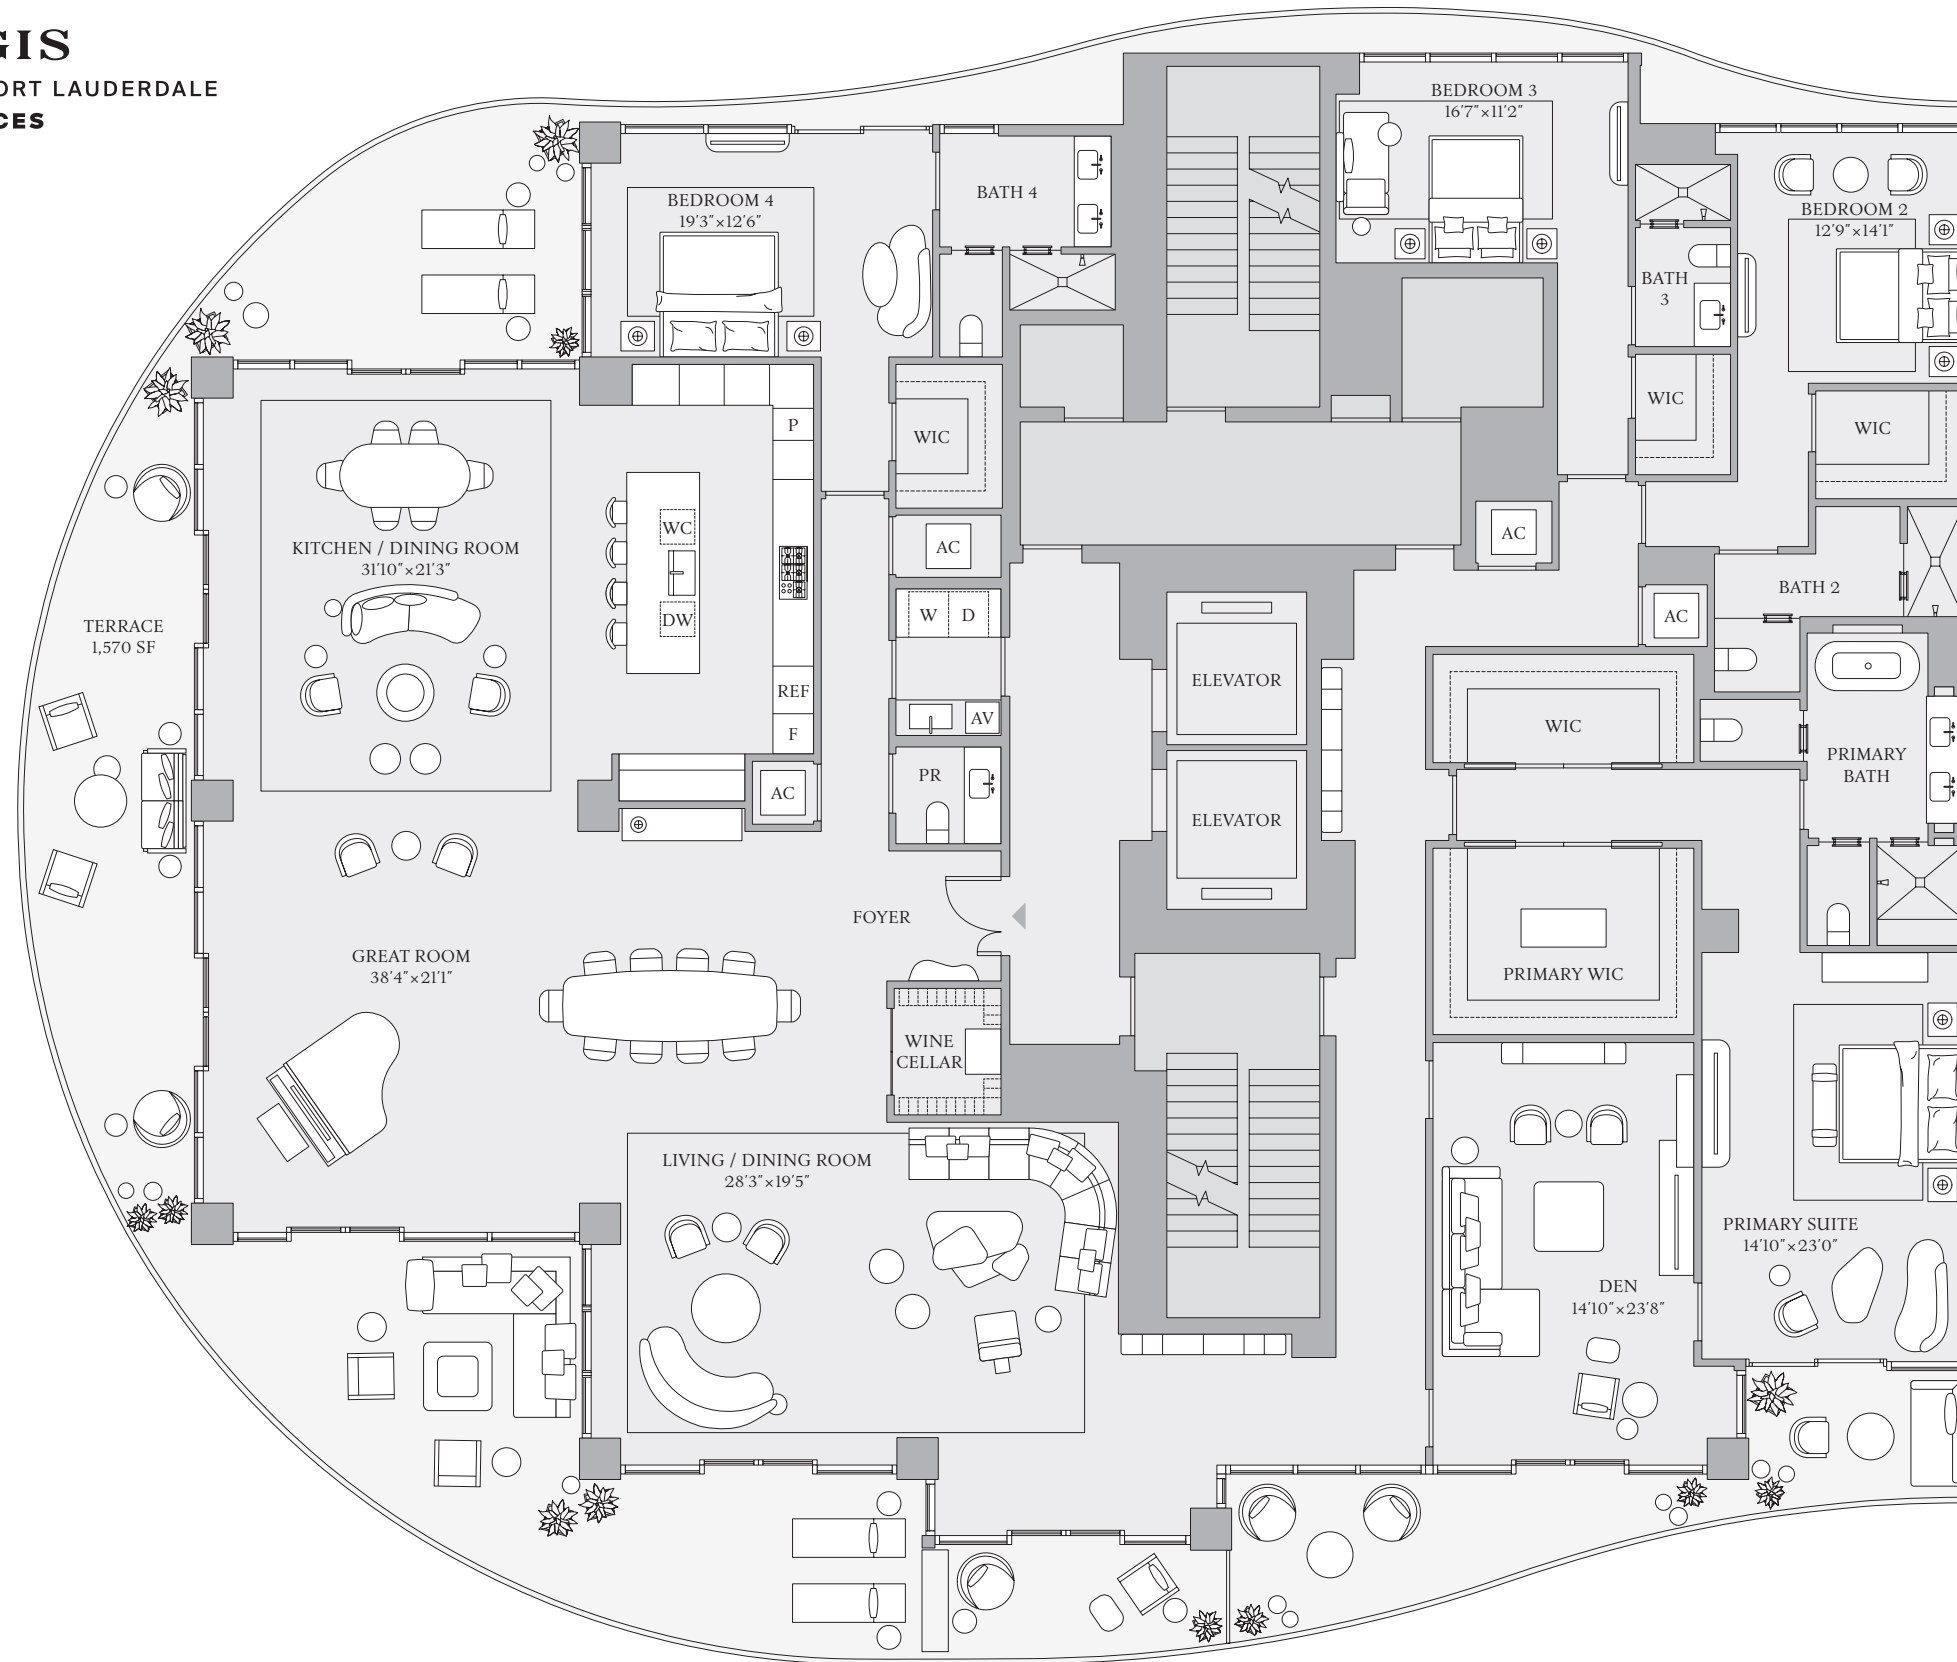 GIS
ORT LAUDERDALE
CES
BEDROOM 3
16'7"×11'2"
BEDROOM 4
19'3"×12'6"
BATH 4
BEDROOM 2
12'9"×14'1"
BATH
3
WIC
WIC
WIC
P
AC
AC
WC
KITCHEN / DINING ROOM
31'10"×21'3"
BATH 2
W
D
AC
DW
TERRACE
1,570 SF
ELEVATOR
REF
AV
WIC
F
PR
PRIMARY
BATH
AC
ELEVATOR
FOYER
GREAT ROOM
38'4"×21'1"
PRIMARY WIC
WINE
CELLAR
LIVING / DINING ROOM
28'3"×19'5"
PRIMARY SUITE
14'10"×23'0"
DEN
14'10"×23'8"